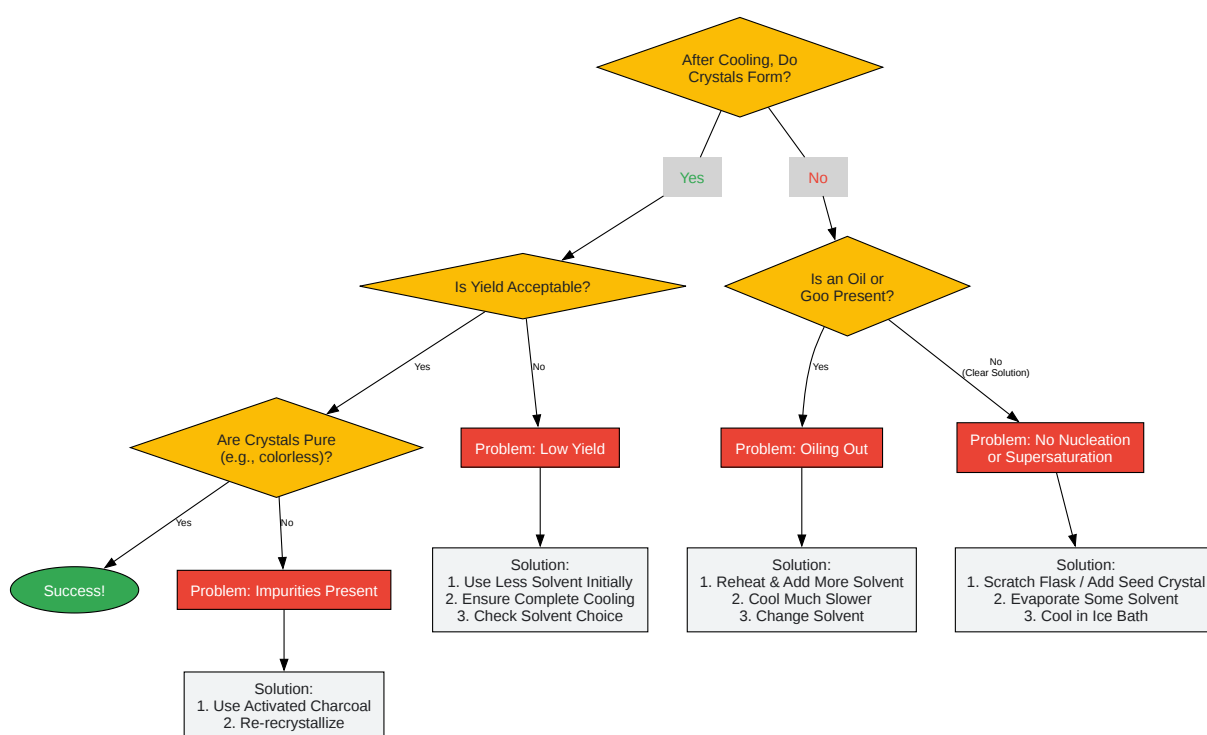 After Cooling, Do
Crystals Form?
Yes
No
Is Yield Acceptable?
Is an Oil or
Goo Present?
Yes
No
Yes
No
(Clear Solution)
Are Crystals Pure
(e.g., colorless)?
Problem: Low Yield
Problem: Oiling Out
Problem: No Nucleation
or Supersaturation
Yes
No
Success!
Problem: Impurities Present
Solution:
1. Use Less Solvent Initially
2. Ensure Complete Cooling
3. Check Solvent Choice
Solution:
1. Reheat & Add More Solvent
2. Cool Much Slower
3. Change Solvent
Solution:
1. Scratch Flask / Add Seed Crystal
2. Evaporate Some Solvent
3. Cool in Ice Bath
Solution:
1. Use Activated Charcoal
2. Re-recrystallize